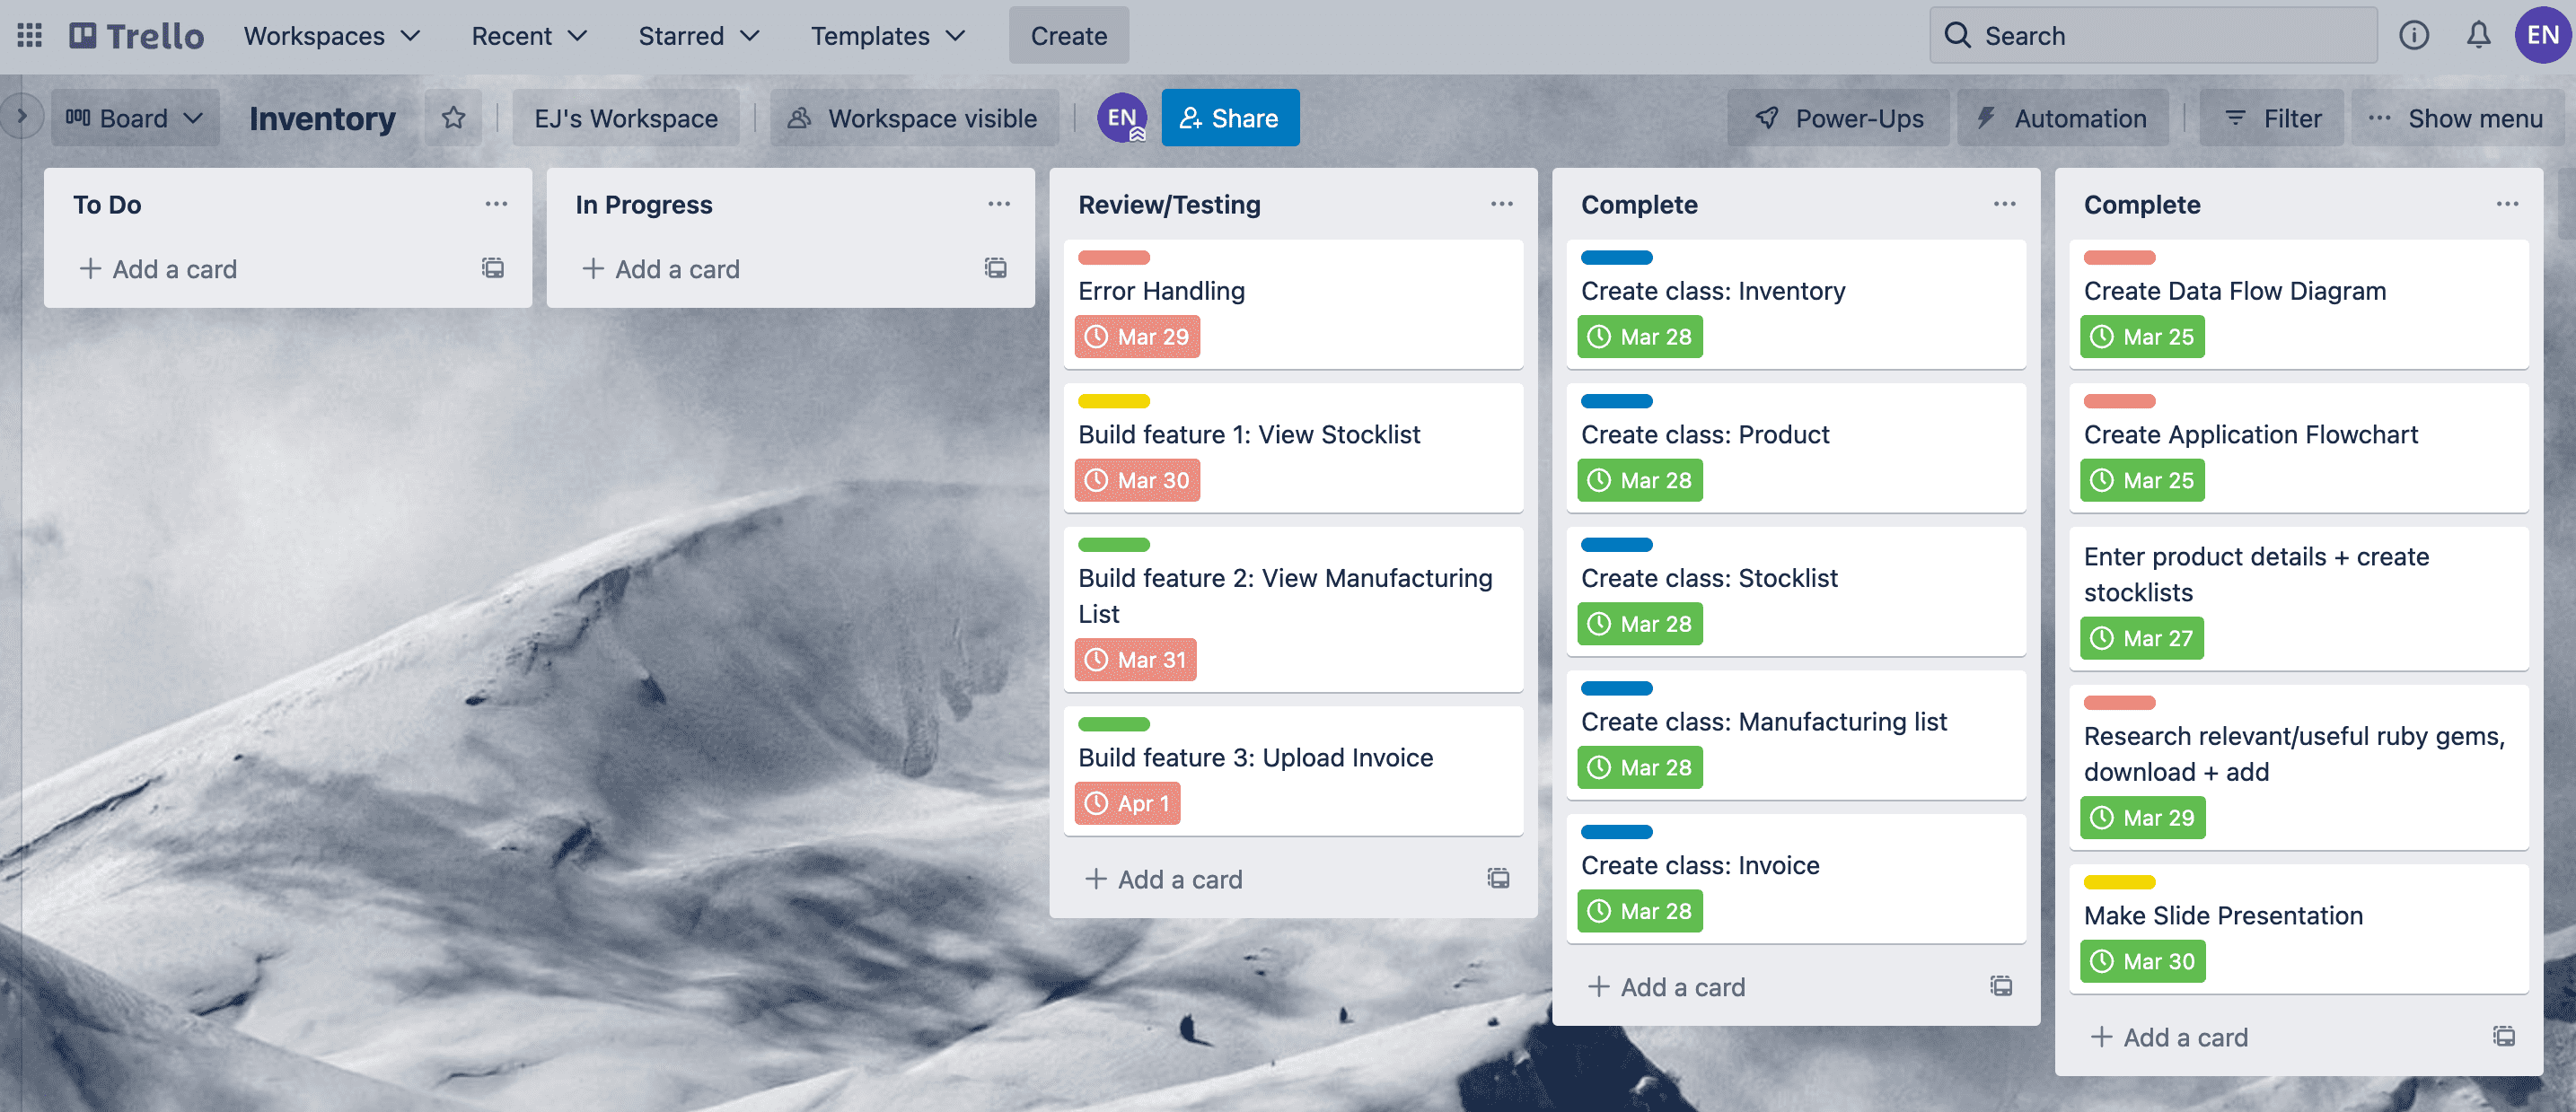 Trello Workspaces Recent Starred Templates Create Search EN
Board Inventory EJ's Workspace Workspace visible EN Share Power-Ups Automation Filter Show menu
To Do
Add a card
In Progress
Add a card
Review/Testing
Error Handling
Mar 29
Build feature 1: View Stocklist
Mar 30
Build feature 2: View Manufacturing
List
Mar 31
Build feature 3: Upload Invoice
Apr 1
Add a card
Complete
Create class: Inventory
Mar 28
Create class: Product
Mar 28
Create class: Stocklist
Mar 28
Create class: Manufacturing list
Mar 28
Create class: Invoice
Mar 28
Add a card
Complete
Create Data Flow Diagram
Mar 25
Create Application Flowchart
Mar 25
Enter product details + create
stocklists
Mar 27
Research relevant/useful ruby gems,
download + add
Mar 29
Make Slide Presentation
Mar 30
Add a card